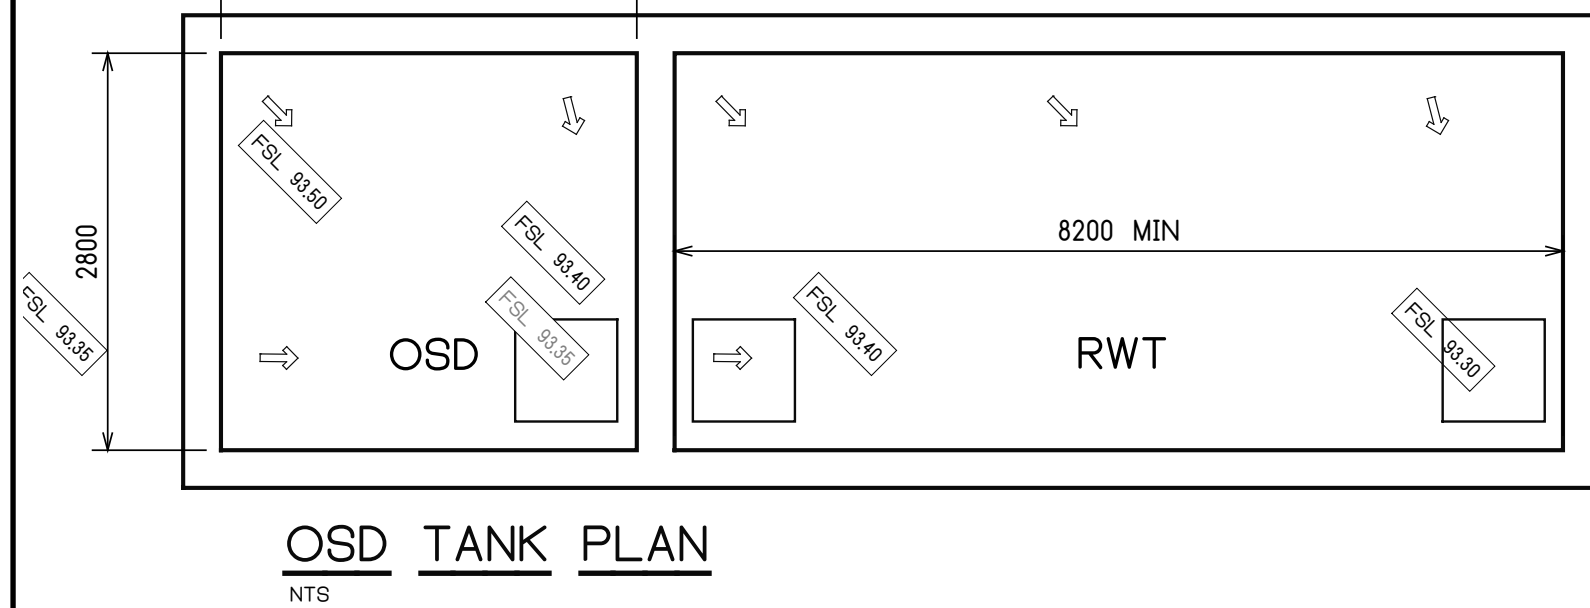 FSL 93.50
FSL 93.40
8200 MIN
2800
FSL 93.35
FSL 93.35
FSL 93.40
FSL 93.30
OSD
RWT
OSD TANK PLAN
NTS